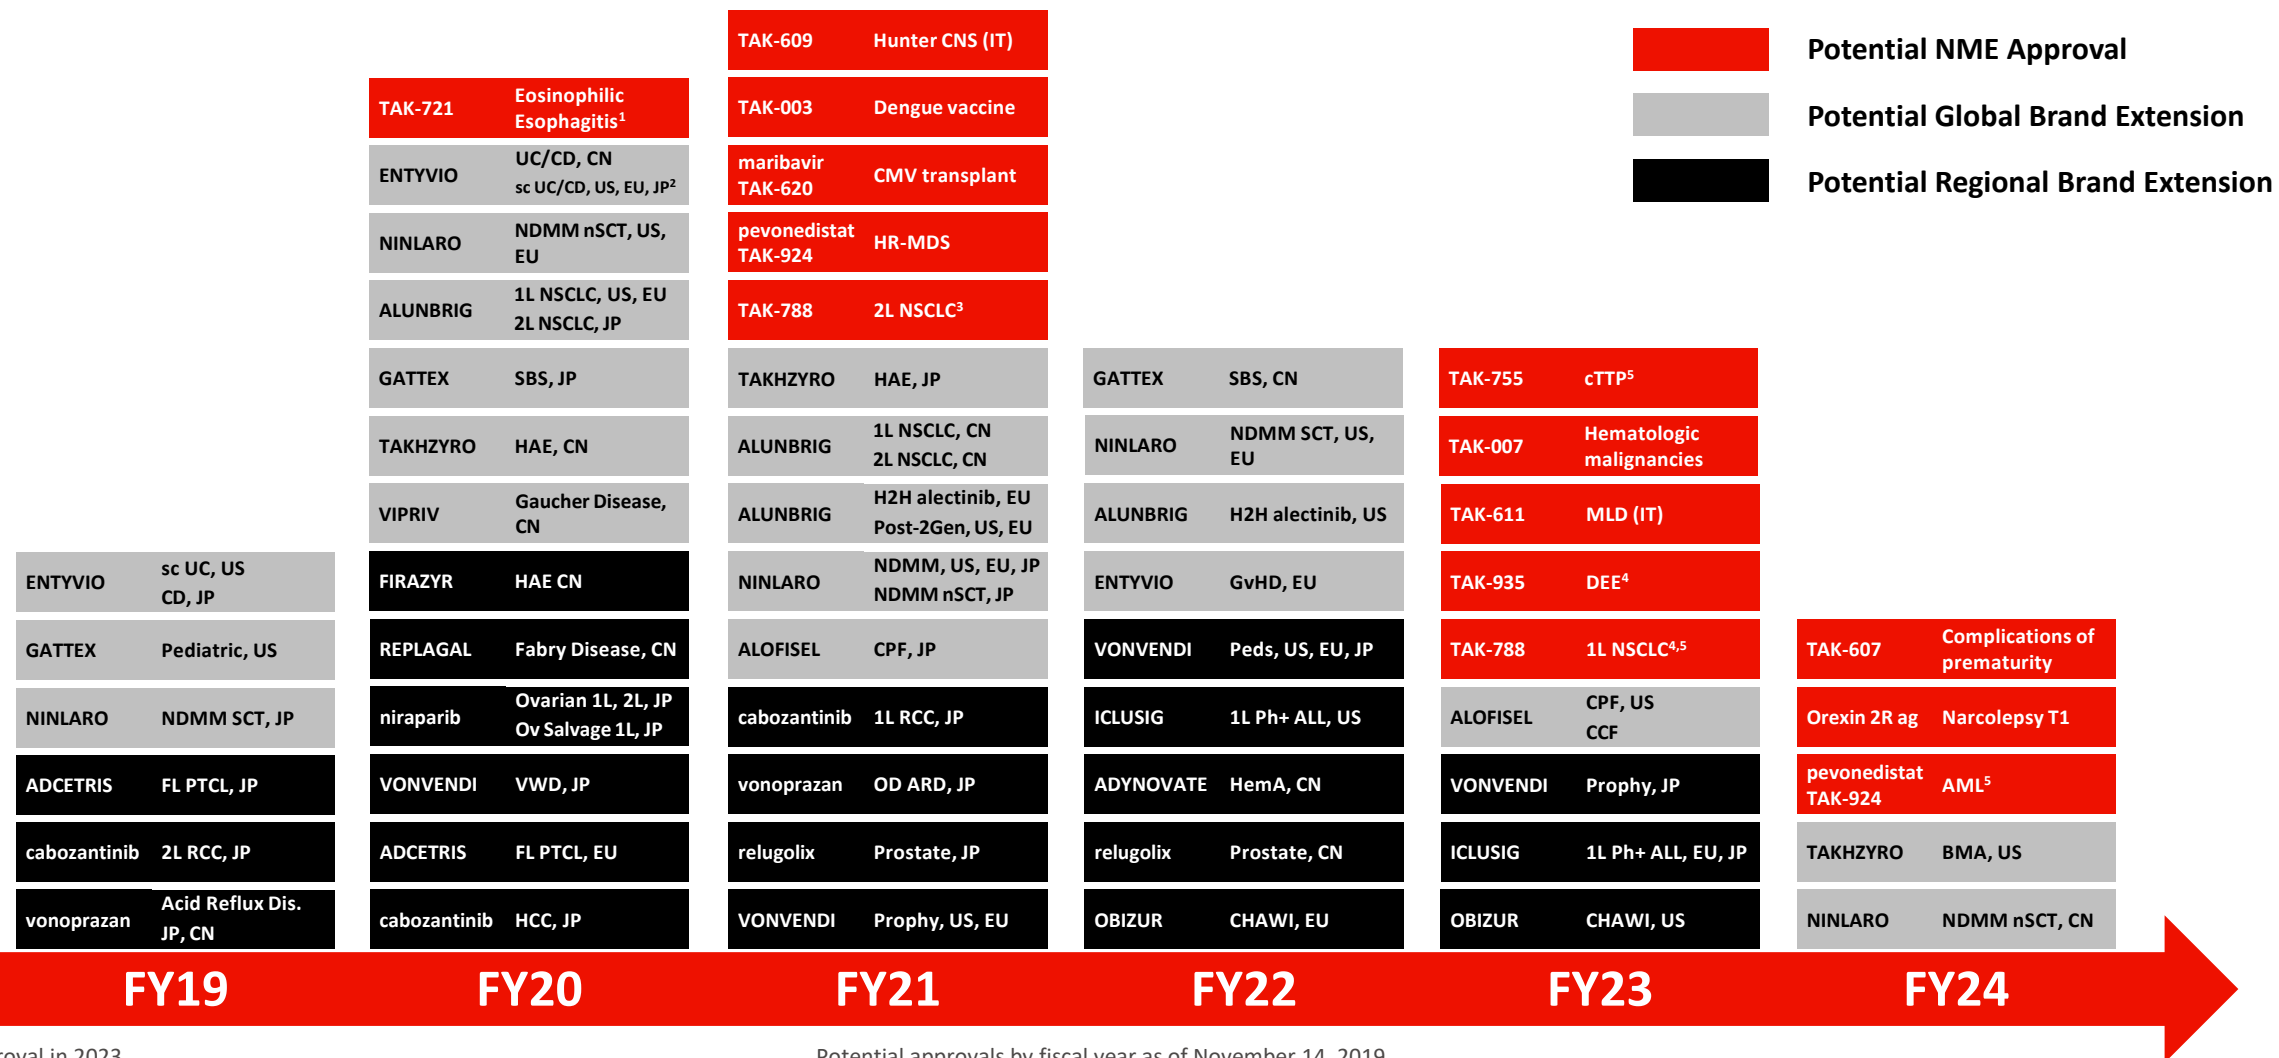 Potential NME Approval
Potential Global Brand Extension
Potential Regional Brand Extension
ENTYVIO
sc UC, US
CD, JP
GATTEX
Pediatric, US
NINLARO
NDMM SCT, JP
ADCETRIS
FL PTCL, JP
cabozantinib
2L RCC, JP
vonoprazan
Acid Reflux Dis.
JP, CN
FY19
TAK-721
Eosinophilic
Esophagitis¹
ENTYVIO
UC/CD, CN
sc UC/CD, US, EU, JP²
NINLARO
NDMM nSCT, US,
EU
ALUNBRIG
1L NSCLC, US, EU
2L NSCLC, JP
GATTEX
SBS, JP
TAKHZYRO
HAE, CN
VIPRIV
Gaucher Disease,
CN
FIRAZYR
HAE CN
REPLAGAL
Fabry Disease, CN
niraparib
Ovarian 1L, 2L, JP
Ov Salvage 1L, JP
VONVENDI
VWD, JP
ADCETRIS
FL PTCL, EU
cabozantinib
HCC, JP
FY20
TAK-609
Hunter CNS (IT)
TAK-003
Dengue vaccine
maribavir
TAK-620
CMV transplant
pevonedistat
TAK-924
HR-MDS
TAK-788
2L NSCLC³
TAKHZYRO
HAE, JP
ALUNBRIG
1L NSCLC, CN
2L NSCLC, CN
ALUNBRIG
H2H alectinib, EU
Post-2Gen, US, EU
NINLARO
NDMM, US, EU, JP
NDMM nSCT, JP
ALOFISEL
CPF, JP
cabozantinib
1L RCC, JP
vonoprazan
OD ARD, JP
relugolix
Prostate, JP
VONVENDI
Prophy, US, EU
FY21
GATTEX
SBS, CN
NINLARO
NDMM SCT, US,
EU
ALUNBRIG
H2H alectinib, US
ENTYVIO
GvHD, EU
VONVENDI
Peds, US, EU, JP
ICLUSIG
1L Ph+ ALL, US
ADYNOVATE
HemA, CN
relugolix
Prostate, CN
OBIZUR
CHAWI, EU
FY22
TAK-755
cTTP⁵
TAK-007
Hematologic
malignancies
TAK-611
MLD (IT)
TAK-935
DEE⁴
TAK-788
1L NSCLC⁴,⁵
ALOFISEL
CPF, US
CCF
VONVENDI
Prophy, JP
ICLUSIG
1L Ph+ ALL, EU, JP
OBIZUR
CHAWI, US
FY23
TAK-607
Complications of
prematurity
Orexin 2R ag
Narcolepsy T1
pevonedistat
TAK-924
AML⁵
TAKHZYRO
BMA, US
NINLARO
NDMM nSCT, CN
FY24
in 2023
Potential approvals by fiscal year as of November 14, 2019